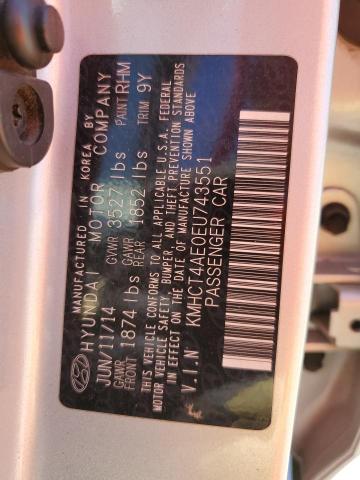 MANUFACTURED IN KOREA BY
HYUNDAI MOTOR COMPANY
JUN/11/14 GVWR 3527 lbs PAINT RHM
GAWR FRONT 1874 lbs GAWR REAR 1852 lbs TRIM 9Y
THIS VEHICLE CONFORMS TO ALL APPLICABLE U.S.A. FEDERAL
MOTOR VEHICLE SAFETY, BUMPER, AND THEFT PREVENTION STANDARDS
IN EFFECT ON THE DATE OF MANUFACTURE SHOWN ABOVE
V.I.N KMHCT4AE0EU743551
PASSENGER CAR